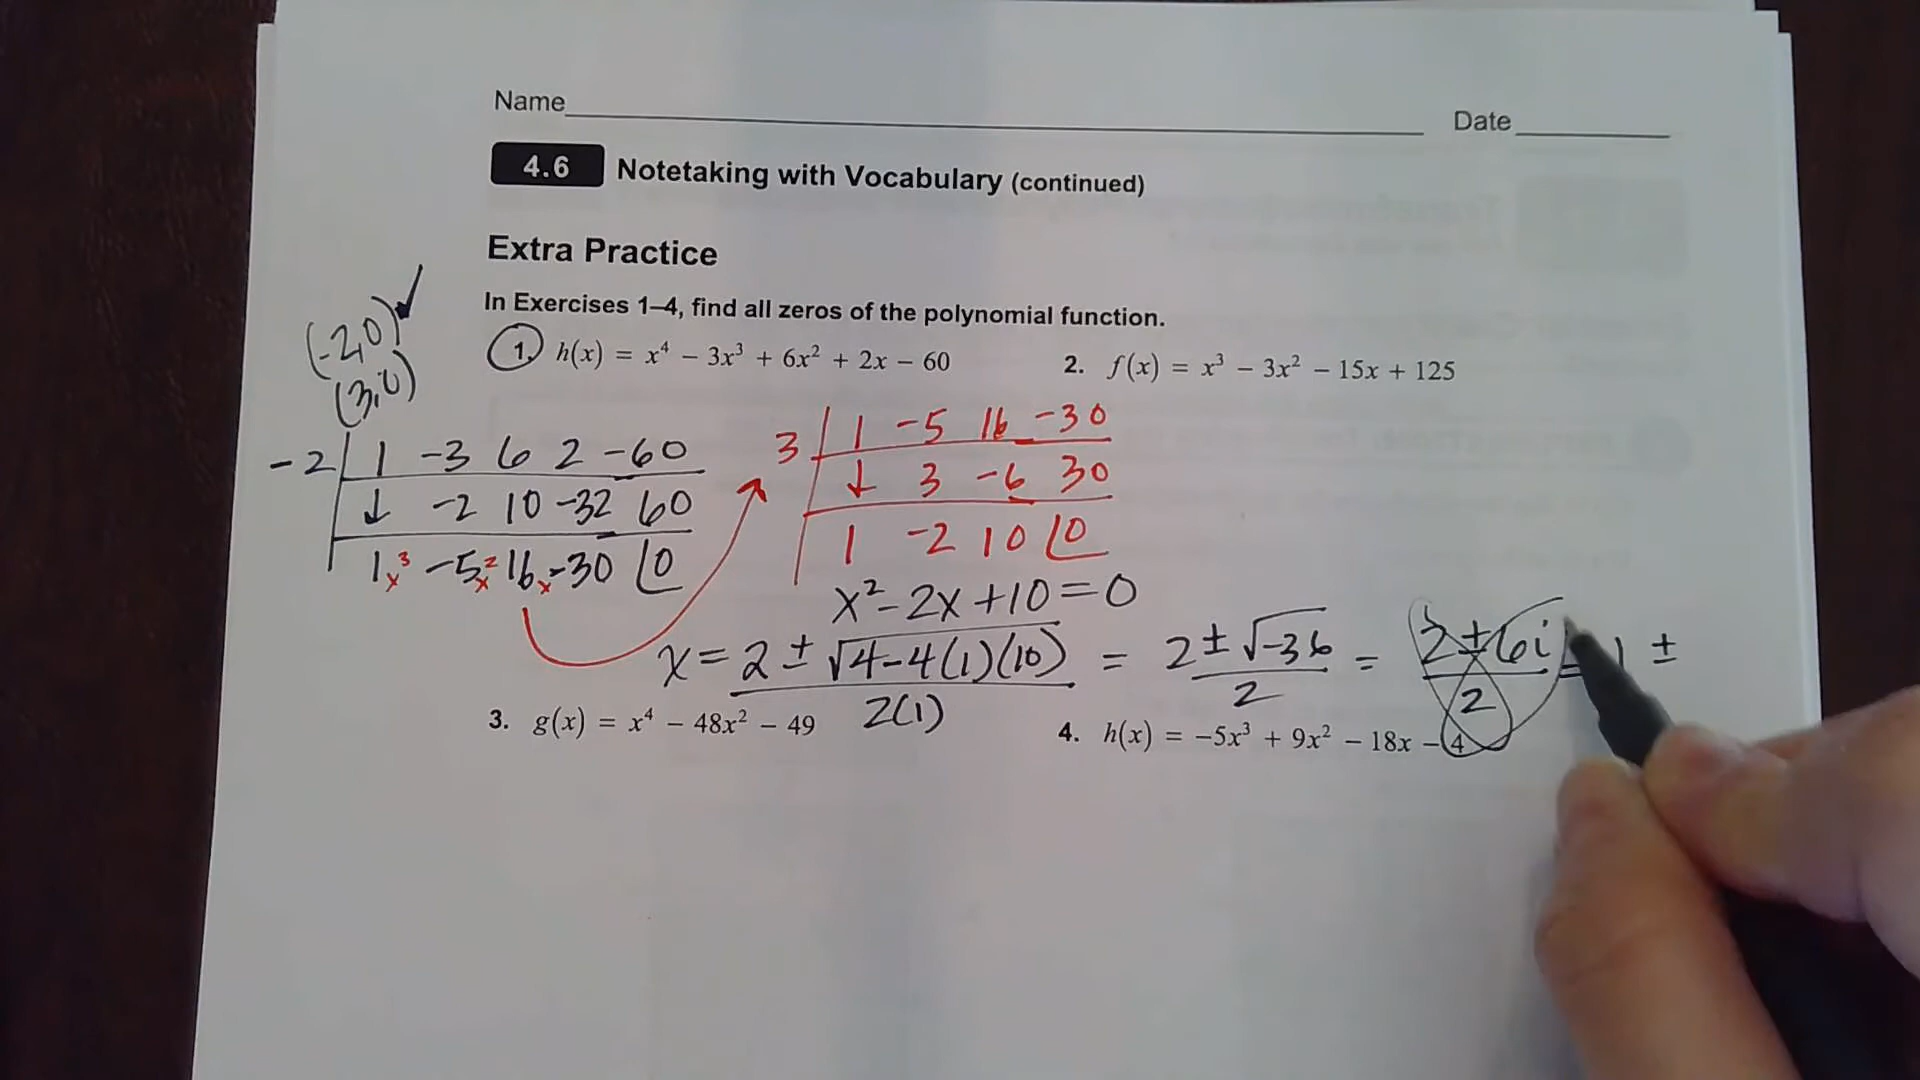 Name Date
4.6 Notetaking with Vocabulary (continued)
Extra Practice
In Exercises 1–4, find all zeros of the polynomial function.
1. h(x) = x⁴ − 3x³ + 6x² + 2x − 60
2. f(x) = x³ − 3x² − 15x + 125
(-2,0) ✓
(3,0)
-2 | 1 -3 6 2 -60
↓ -2 10 -32 60
1x³ -5x² 16x -30 |0
3 | 1 -5 16 -30
↓ 3 -6 30
1 -2 10 |0
x² - 2x + 10 = 0
x = 2 ± √4-4(1)(10) = 2 ± √-36 = 2 ± 6i = 1 ±
2(1) 2 2
3. g(x) = x⁴ − 48x² − 49
4. h(x) = −5x³ + 9x² − 18x − 4